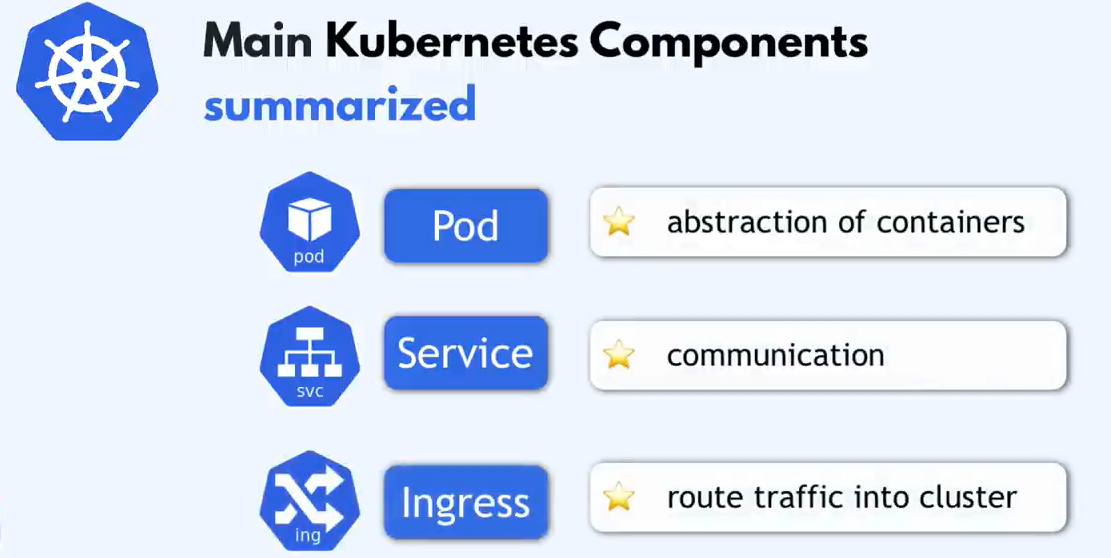 Main Kubernetes Components
summarized
pod
Pod
abstraction of containers
svc
Service
communication
ing
Ingress
route traffic into cluster